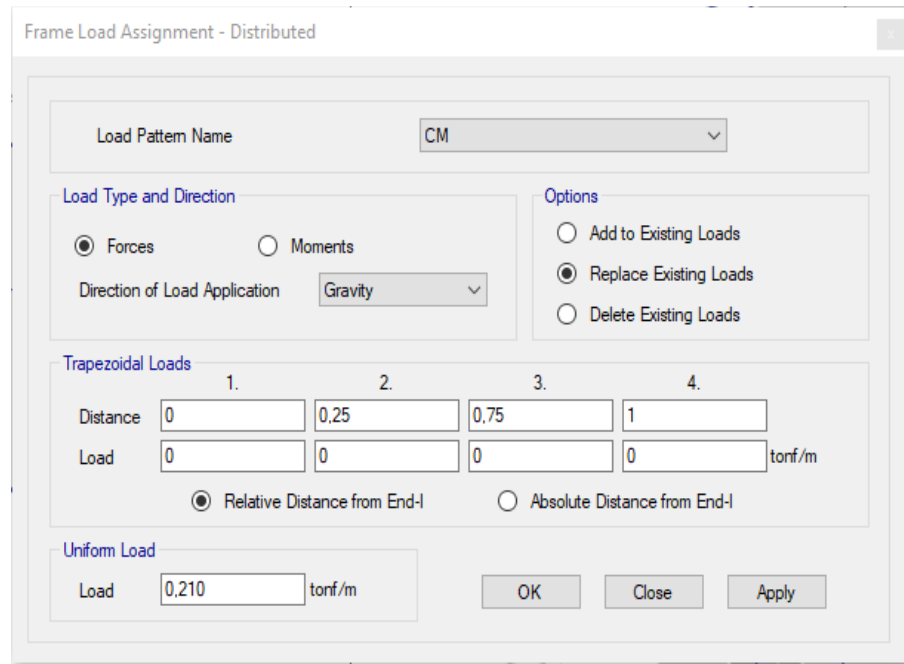 Frame Load Assignment - Distributed
x
Load Pattern Name CM
Load Type and Direction
Forces Moments
Direction of Load Application Gravity
Options
Add to Existing Loads
Replace Existing Loads
Delete Existing Loads
Trapezoidal Loads
1. 2. 3. 4.
Distance 0 0,25 0,75 1
Load 0 0 0 0 tonf/m
Relative Distance from End-I Absolute Distance from End-I
Uniform Load
Load 0,210 tonf/m
OK Close Apply